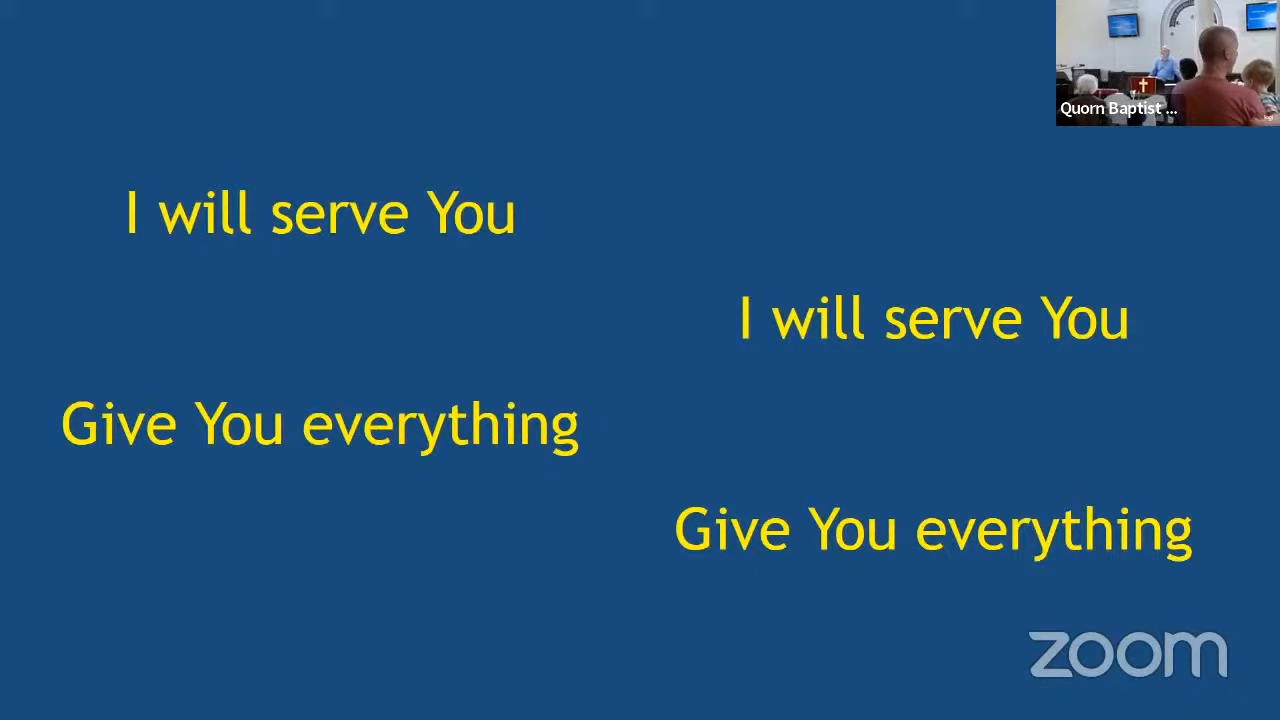 Quorn Baptist ...
I will serve You
I will serve You
Give You everything
Give You everything
zoom